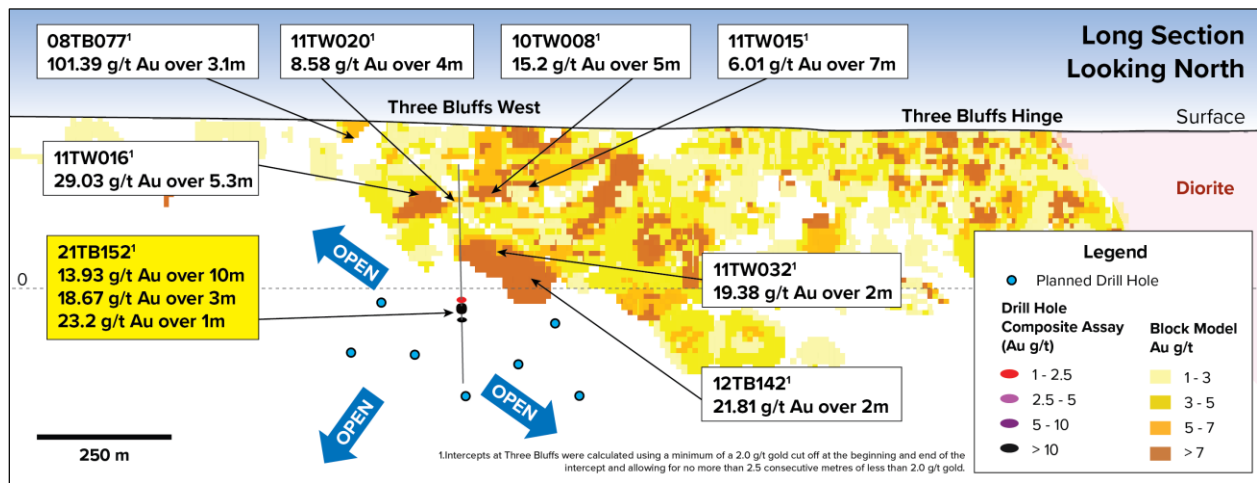 08TB077¹
101.39 g/t Au over 3.1m
11TW020¹
8.58 g/t Au over 4m
10TW008¹
15.2 g/t Au over 5m
11TW015¹
6.01 g/t Au over 7m
Long Section
Looking North
Three Bluffs West
Three Bluffs Hinge
Surface
11TW016¹
29.03 g/t Au over 5.3m
Diorite
21TB152¹
13.93 g/t Au over 10m
18.67 g/t Au over 3m
23.2 g/t Au over 1m
OPEN
0
11TW032¹
19.38 g/t Au over 2m
12TB142¹
21.81 g/t Au over 2m
OPEN
OPEN
250 m
Legend
Planned Drill Hole
Drill Hole
Composite Assay
(Au g/t)
1 - 2.5
2.5 - 5
5 - 10
> 10
Block Model
Au g/t
1 - 3
3 - 5
5 - 7
> 7
1.Intercepts at Three Bluffs were calculated using a minimum of a 2.0 g/t gold cut off at the beginning and end of the
intercept and allowing for no more than 2.5 consecutive metres of less than 2.0 g/t gold.